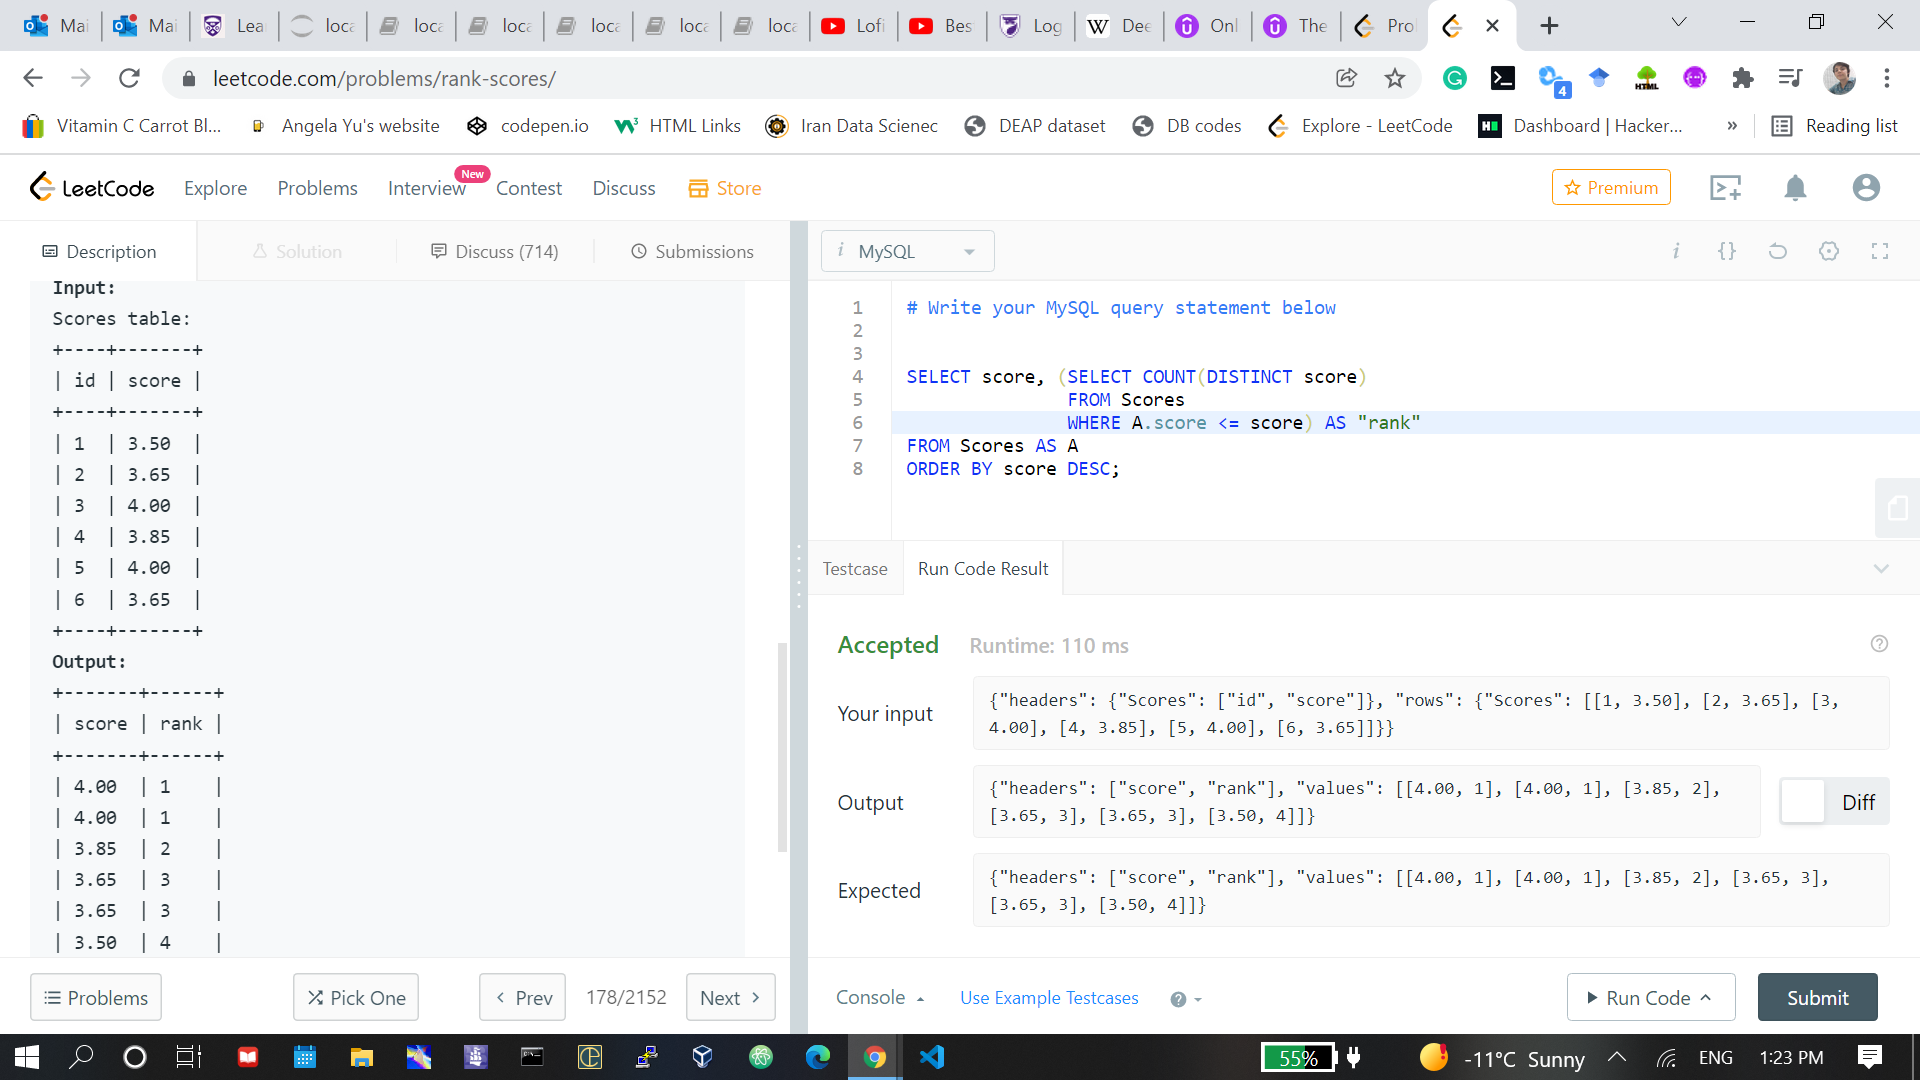 Mai
Mai
Lea
loca
loca
loca
loca
loca
loca
Lofi
Bes
Log
Dee
Onl
The
Pro
leetcode.com/problems/rank-scores/
4
HTML
Vitamin C Carrot Bl...
Angela Yu's website
codepen.io
HTML Links
Iran Data Scienec
DEAP dataset
DB codes
Explore - LeetCode
Dashboard | Hacker...
»
Reading list
LeetCode
Explore
Problems
Interview
New
Contest
Discuss
Store
Premium
Description
Solution
Discuss (714)
Submissions
Input:
Scores table:
+----+-------+
| id | score |
+----+-------+
| 1 | 3.50 |
| 2 | 3.65 |
| 3 | 4.00 |
| 4 | 3.85 |
| 5 | 4.00 |
| 6 | 3.65 |
+----+-------+
Output:
+-------+------+
| score | rank |
+-------+------+
| 4.00 | 1 |
| 4.00 | 1 |
| 3.85 | 2 |
| 3.65 | 3 |
| 3.65 | 3 |
| 3.50 | 4 |
Problems
Pick One
Prev
178/2152
Next
i MySQL
i {}
1 # Write your MySQL query statement below
2
3
4 SELECT score, (SELECT COUNT(DISTINCT score)
5 FROM Scores
6 WHERE A.score <= score) AS "rank"
7 FROM Scores AS A
8 ORDER BY score DESC;
Testcase
Run Code Result
Accepted
Runtime: 110 ms
Your input
{"headers": {"Scores": ["id", "score"]}, "rows": {"Scores": [[1, 3.50], [2, 3.65], [3,
4.00], [4, 3.85], [5, 4.00], [6, 3.65]]}}
Output
{"headers": ["score", "rank"], "values": [[4.00, 1], [4.00, 1], [3.85, 2],
[3.65, 3], [3.65, 3], [3.50, 4]]}
Diff
Expected
{"headers": ["score", "rank"], "values": [[4.00, 1], [4.00, 1], [3.85, 2], [3.65, 3],
[3.65, 3], [3.50, 4]]}
Console
Use Example Testcases
Run Code
Submit
55%
-11°C Sunny
ENG
1:23 PM